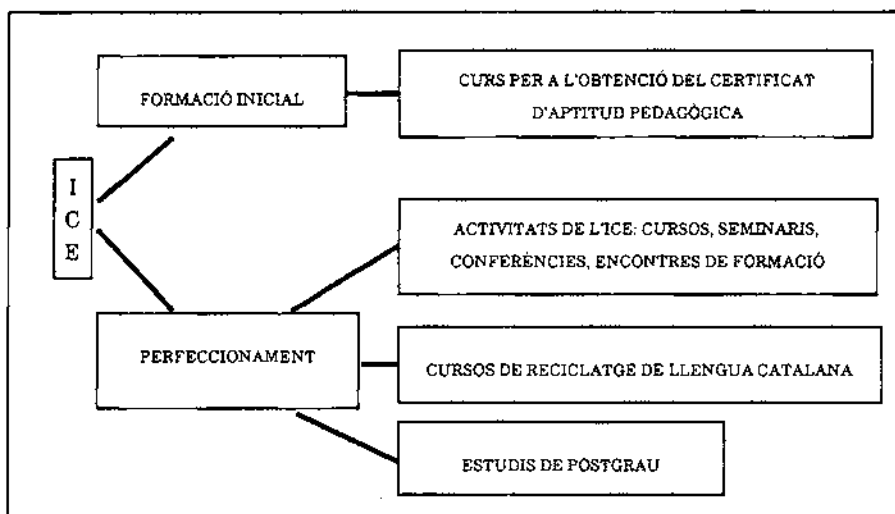 FORMACIÓ INICIAL
CURS PER A L'OBTENCIÓ DEL CERTIFICAT
D'APTITUD PEDAGÒGICA
I
C
E
ACTIVITATS DE L'ICE: CURSOS, SEMINARIS,
CONFERÈNCIES, ENCONTRES DE FORMACIÓ
PERFECCIONAMENT
CURSOS DE RECICLATGE DE LLENGUA CATALANA
ESTUDIS DE POSTGRAU